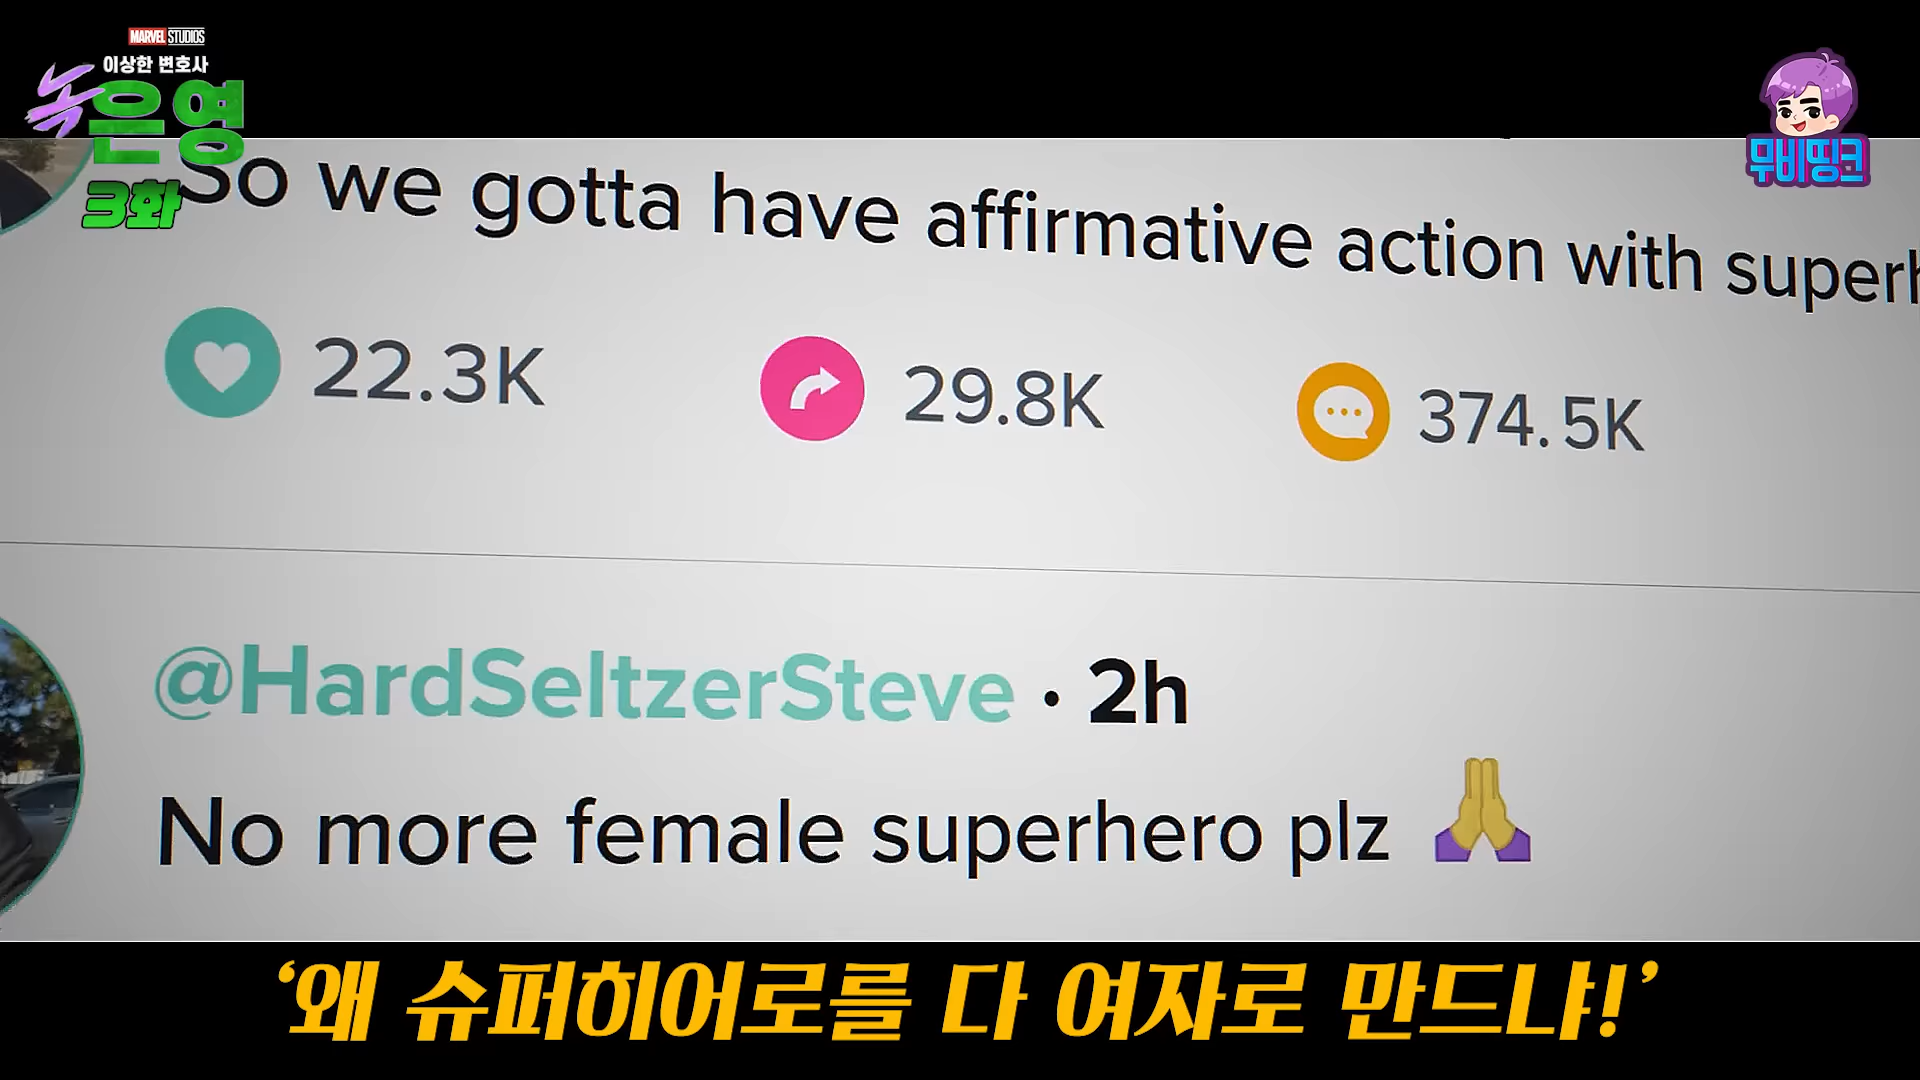 MARVEL STUDIOS
이상한 변호사
녹은영
3화
무비띵크
So we gotta have affirmative action with superh
22.3K 29.8K 374.5K
@HardSeltzerSteve · 2h
No more female superhero plz 🙏
‘왜 슈퍼히어로를 다 여자로 만드냐!’